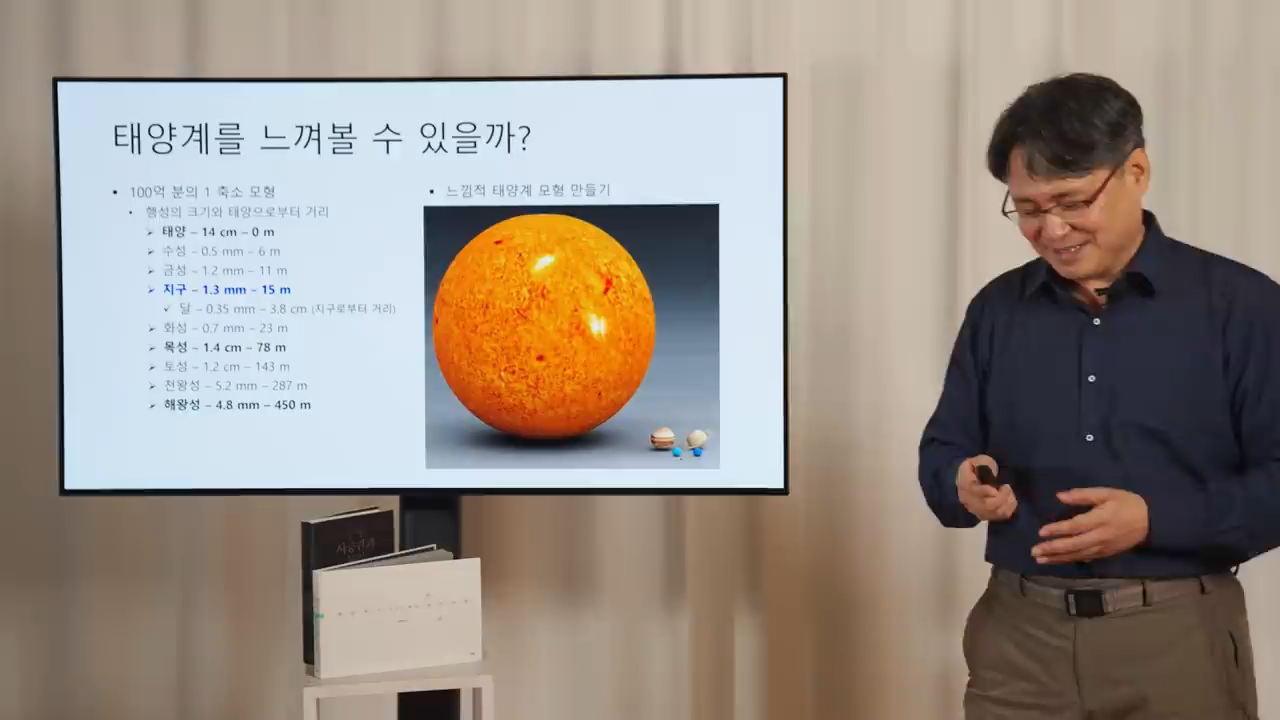 태양계를 느껴볼 수 있을까?
• 100억 분의 1 축소 모형
• 행성의 크기와 태양으로부터 거리
➢ 태양 – 14 cm – 0 m
➢ 수성 – 0.5 mm – 6 m
➢ 금성 – 1.2 mm – 11 m
➢ 지구 – 1.3 mm – 15 m
✓ 달 – 0.35 mm – 3.8 cm (지구로부터 거리)
➢ 화성 – 0.7 mm – 23 m
➢ 목성 – 1.4 cm – 78 m
➢ 토성 – 1.2 cm – 143 m
➢ 천왕성 – 5.2 mm – 287 m
➢ 해왕성 – 4.8 mm – 450 m
• 느낌적 태양계 모형 만들기